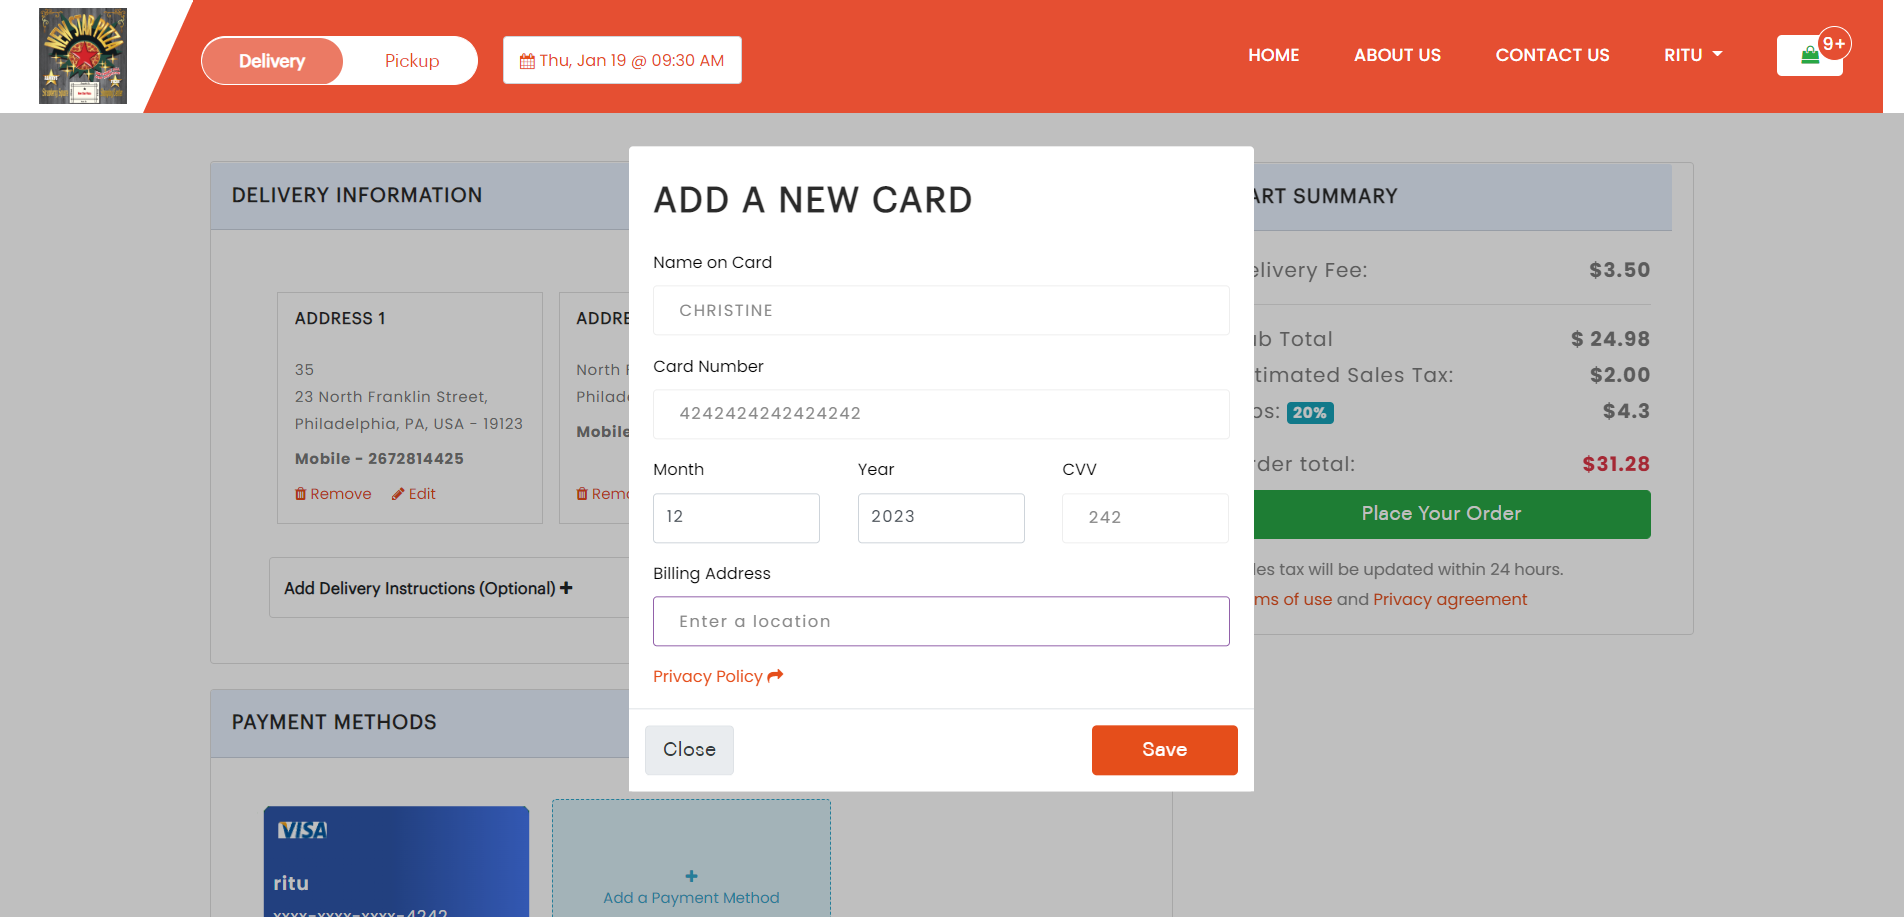 NEW STAR PIZZA
Delivery
Pickup
Thu, Jan 19 @ 09:30 AM
HOME
ABOUT US
CONTACT US
RITU
9+
DELIVERY INFORMATION
ADDRESS 1
35
23 North Franklin Street,
Philadelphia, PA, USA - 19123
Mobile - 2672814425
Remove
Edit
ADDRE
North F
Philad
Mobile
Remo
Add Delivery Instructions (Optional)
PAYMENT METHODS
VISA
ritu
xxxx-xxxx-xxxx-4242
Add a Payment Method
ADD A NEW CARD
Name on Card
CHRISTINE
Card Number
4242424242424242
Month
Year
CVV
12
2023
242
Billing Address
Enter a location
Privacy Policy
Close
Save
ART SUMMARY
elivery Fee: $3.50
ub Total $ 24.98
timated Sales Tax: $2.00
ps: 20% $4.3
rder total: $31.28
Place Your Order
les tax will be updated within 24 hours.
ms of use and Privacy agreement